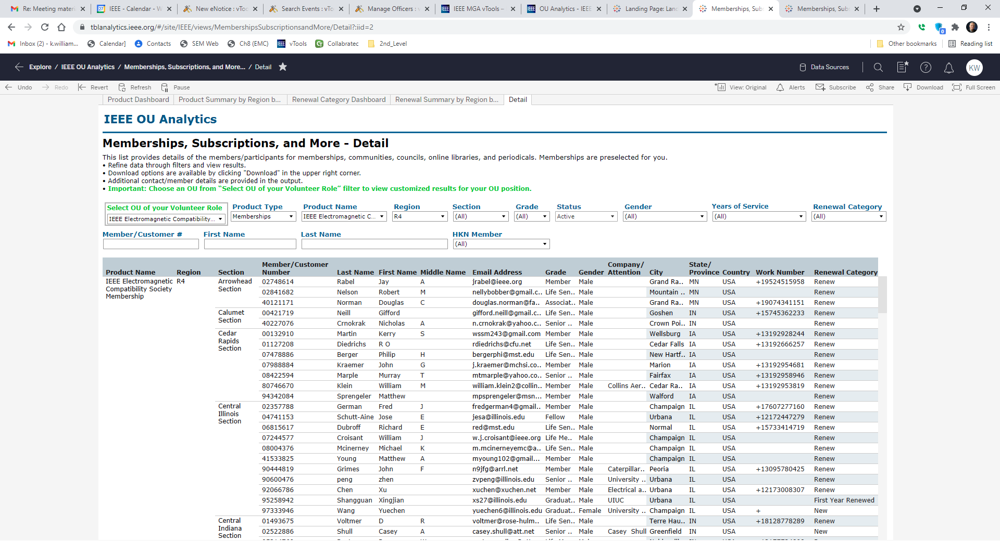 Re: Meeting materi
IEEE - Calendar - W
New eNotice : vToo
Search Events : vTo
Manage Officers : v
IEEE MGA vTools –
OU Analytics - IEEE
Landing Page: Land
Memberships, Subs
Memberships, Subs
tblanalytics.ieee.org/#/site/IEEE/views/MembershipsSubscriptionsandMore/Detail?:iid=2
Inbox (2) - k.william... Calendar] Contacts SEM Web Ch8 (EMC) vTools Collabratec 2nd_Level Other bookmarks Reading list
Explore / IEEE OU Analytics / Memberships, Subscriptions, and More... / Detail Data Sources KW
Undo Redo Revert Refresh Pause View: Original Alerts Subscribe Share Download Full Screen
Product Dashboard Product Summary by Region b... Renewal Category Dashboard Renewal Summary by Region b... Detail
IEEE OU Analytics
Memberships, Subscriptions, and More - Detail
This list provides details of the members/participants for memberships, communities, councils, online libraries, and periodicals. Memberships are preselected for you.
• Refine data through filters and view results.
• Download options are available by clicking "Download" in the upper right corner.
• Additional contact/member details are provided in the output.
• Important: Choose an OU from “Select OU of your Volunteer Role” filter to view customized results for your OU position.
Select OU of your Volunteer Role Product Type Product Name Region Section Grade Status Gender Years of Service Renewal Category
IEEE Electromagnetic Compatibility... Memberships IEEE Electromagnetic C... R4 (All) (All) Active (All) (All) (All)
Member/Customer # First Name Last Name HKN Member
(All)
Product Name Region Section Member/Customer Number Last Name First Name Middle Name Email Address Grade Gender Company/ Attention City State/ Province Country Work Number Renewal Category
IEEE Electromagnetic Compatibility Society Membership R4
Arrowhead Section 02748614 Rabel Jay A jrabel@ieee.org Member Male Grand Ra.. MN USA +19524515958 Renew
02841682 Nelson Robert M nellybobber@gmail.c.. Life Sen.. Male Mountain .. MN USA Renew
40121171 Norman Douglas C douglas.norman@fa.. Associat.. Male Grand Ra.. MN USA +19074341151 Renew
Calumet Section 00421719 Neill Gifford gifford.neill@gmail.c.. Life Sen.. Male Goshen IN USA +15745362233 Renew
40227076 Crnokrak Nicholas A n.crnokrak@yahoo.c.. Senior .. Male Crown Poi.. IN USA Renew
Cedar Rapids Section 00132910 Martin Kerry S wssm243@gmail.com Member Male Wellsburg IA USA +13192928244 Renew
01127208 Diedrichs R O rdiedrichs@cfu.net Life Sen.. Male Cedar Falls IA USA +13192666257 Renew
07478886 Berger Philip H bergerphi@mst.edu Life Sen.. Male New Hartf.. IA USA Renew
07988884 Kraemer John G j.kraemer@mchsi.co.. Member Male Marion IA USA +13192954681 Renew
08422594 Marple Murray T mtmarple@yahoo.co.. Senior .. Male Fairfax IA USA +13192958946 Renew
80746670 Klein William M william.klein2@collin.. Member Male Collins Aer.. Cedar Ra.. IA USA +13192953819 Renew
94342084 Sprengeler Matthew mpsprengeler@msn... Member Male Walford IA USA Renew
Central Illinois Section 02357788 German Fred J fredgerman4@gmail.. Member Male Champaign IL USA +17607277160 Renew
04741153 Schutt-Aine Jose E jesa@illinois.edu Fellow Male Urbana IL USA +12172447279 Renew
06815617 Dubroff Richard E red@mst.edu Life Sen.. Male Normal IL USA +15733414719 Renew
07244577 Croisant William J w.j.croisant@ieee.org Life Me.. Male Champaign IL USA Renew
08004376 Mcinerney Michael K m.mcinerneyemc@a.. Life Sen.. Male Champaign IL USA Renew
41533825 Young Matthew A myoung102@gmail... Member Male Champaign IL USA Renew
90444819 Grimes John F n9jfg@arrl.net Member Male Caterpillar.. Peoria IL USA +13095780425 Renew
90600476 peng zhen zvpeng@illinois.edu Senior .. Male University .. Urbana IL USA Renew
92066786 Chen Xu xuchen@xuchen.net Member Male Electrical a.. Urbana IL USA +12173008307 Renew
95258942 Shangguan Xingjian xs27@illinois.edu Graduat.. Male UIUC Urbana IL USA First Year Renewed
97333946 Wang Yuechen yuechen6@illinois.edu Graduat.. Female University .. Champaign IL USA + New
Central Indiana Section 01493675 Voltmer D R voltmer@rose-hulm.. Life Sen.. Male Terre Hau.. IN USA +18128778289 Renew
02522886 Shull Casey A casey.shull@att.net Senior .. Male Casey Shull Greenfield IN USA New